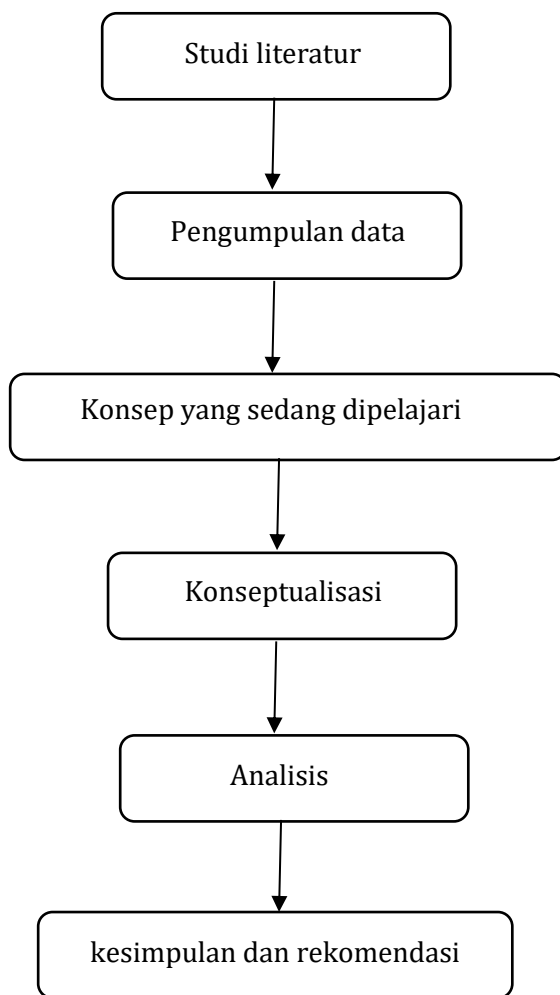 Studi literatur
Pengumpulan data
Konsep yang sedang dipelajari
Konseptualisasi
Analisis
kesimpulan dan rekomendasi